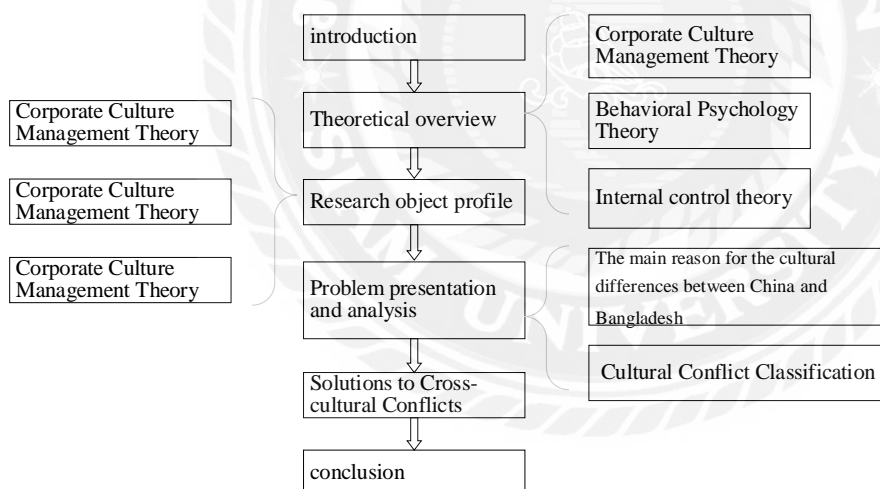 introduction
Corporate Culture
Management Theory
Corporate Culture
Management Theory
Theoretical overview
Behavioral Psychology
Theory
Corporate Culture
Management Theory
Research object profile
Internal control theory
Corporate Culture
Management Theory
Problem presentation
and analysis
The main reason for the cultural
differences between China and
Bangladesh
Solutions to Cross-
cultural Conflicts
Cultural Conflict Classification
conclusion
UNIVERSITY